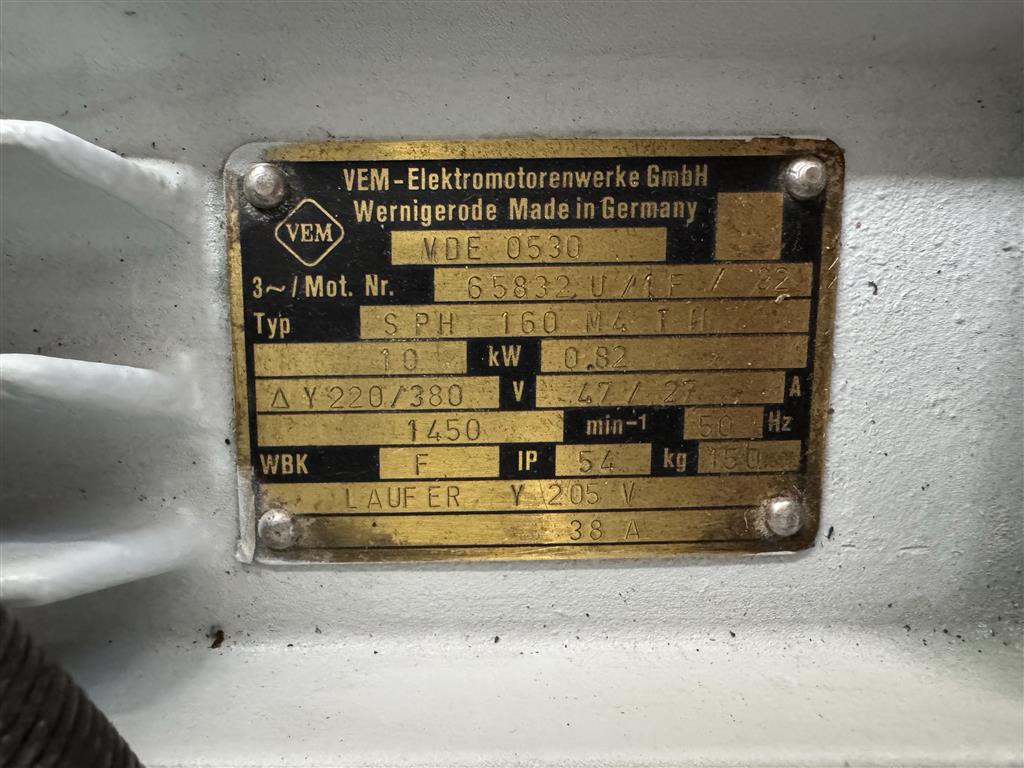 VEM-Elektromotorenwerke GmbH
Wernigerode Made in Germany
VEM
VDE 0530
3~/Mot. Nr. 65832 U/1F / 22
Typ SPH 160 M4 TH
10 kW 0.82
Δ Y 220/380 V 47/27 A
1450 min-1 50 Hz
WBK F IP 54 kg 150
LAUFER Y 205 V
38 A